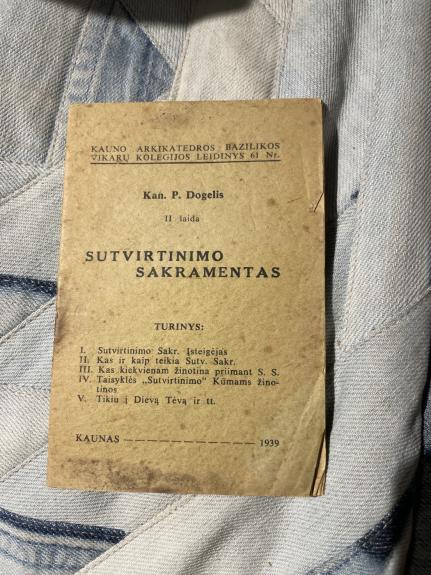 KAUNO ARKIKATEDROS BAZILIKOS
VIKARŲ KOLEGIJOS LEIDINYS 61 Nr.
Kan. P. Dogelis
II laida
SUTVIRTINIMO
SAKRAMENTAS
TURINYS:
I. Sutvirtinimo Sakr. Įsteigėjas
II. Kas ir kaip teikia Sutv. Sakr.
III. Kas kiekvienam žinotina priimant S. S.
IV. Taisyklės „Sutvirtinimo" Kūmams žino-
tinos
V. Tikiu į Dievą Tėvą ir tt.
KAUNAS — — — — — — — — — — 1939